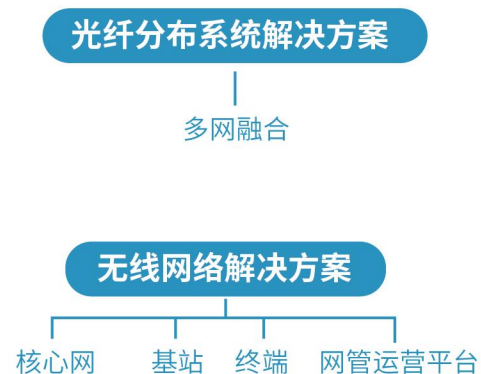 光纤分布系统解决方案
多网融合
无线网络解决方案
核心网 基站 终端 网管运营平台